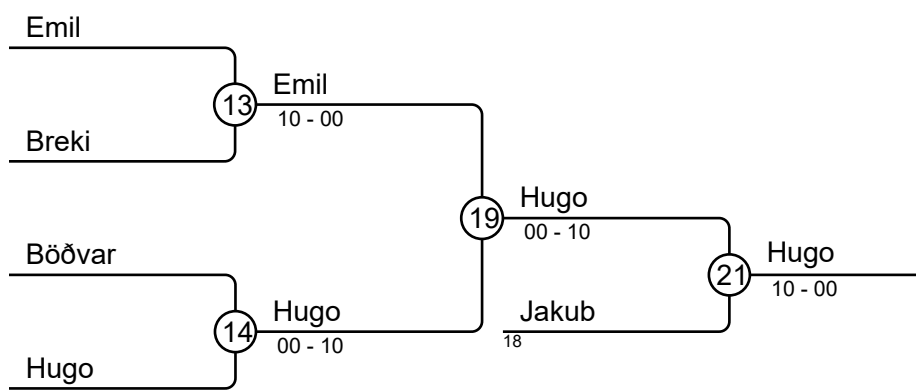 Emil
13
Emil
10 - 00
Breki
19
Hugo
00 - 10
Böðvar
14
Hugo
00 - 10
Hugo
Jakub
18
21
Hugo
10 - 00